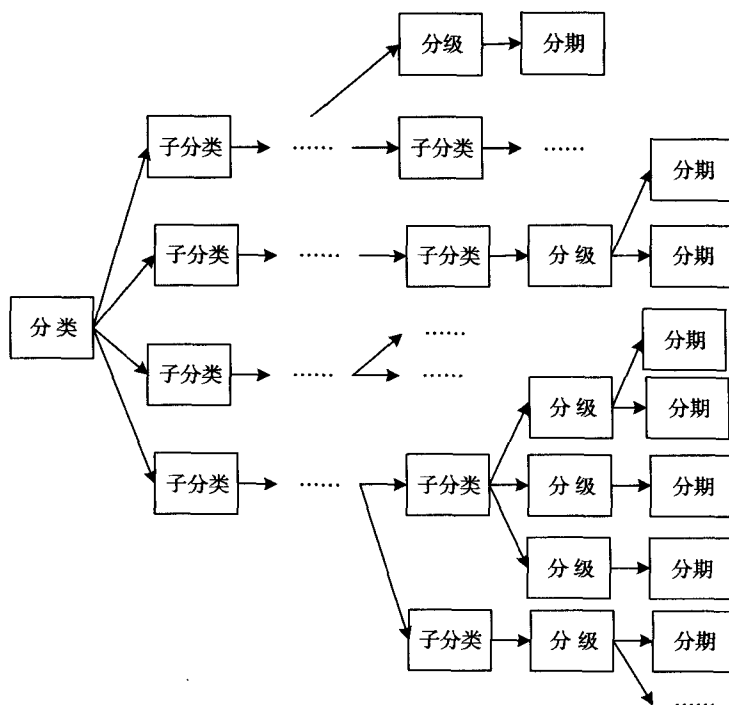 分级 分期
子分类 …… 子分类 ……
分期
子分类 …… 子分类 分 级 分期
分 类
……
分期
子分类 …… ……
分 级 分期
子分类 …… 子分类 分 级 分期
分 级 分期
子分类 分 级 分期
……